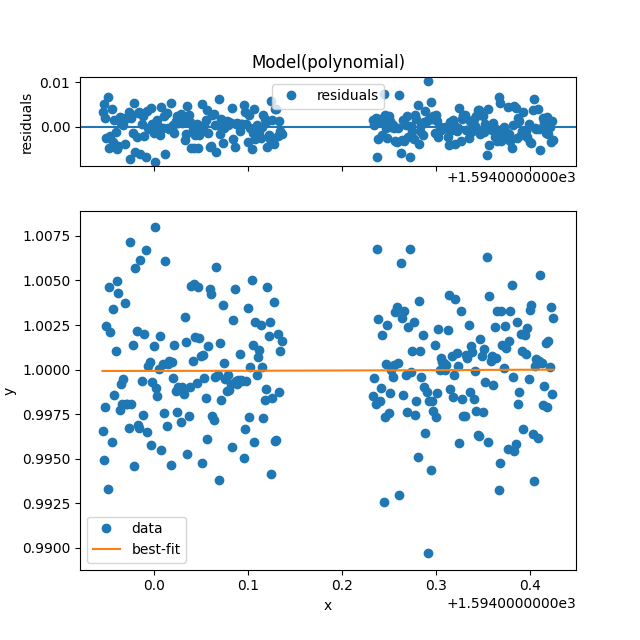 Model(polynomial)
0.01
0.00
residuals
residuals
+1.5940000000e3
1.0075
1.0050
1.0025
1.0000
0.9975
0.9950
0.9925
0.9900
y
data
best-fit
0.0
0.1
0.2
0.3
0.4
x
+1.5940000000e3